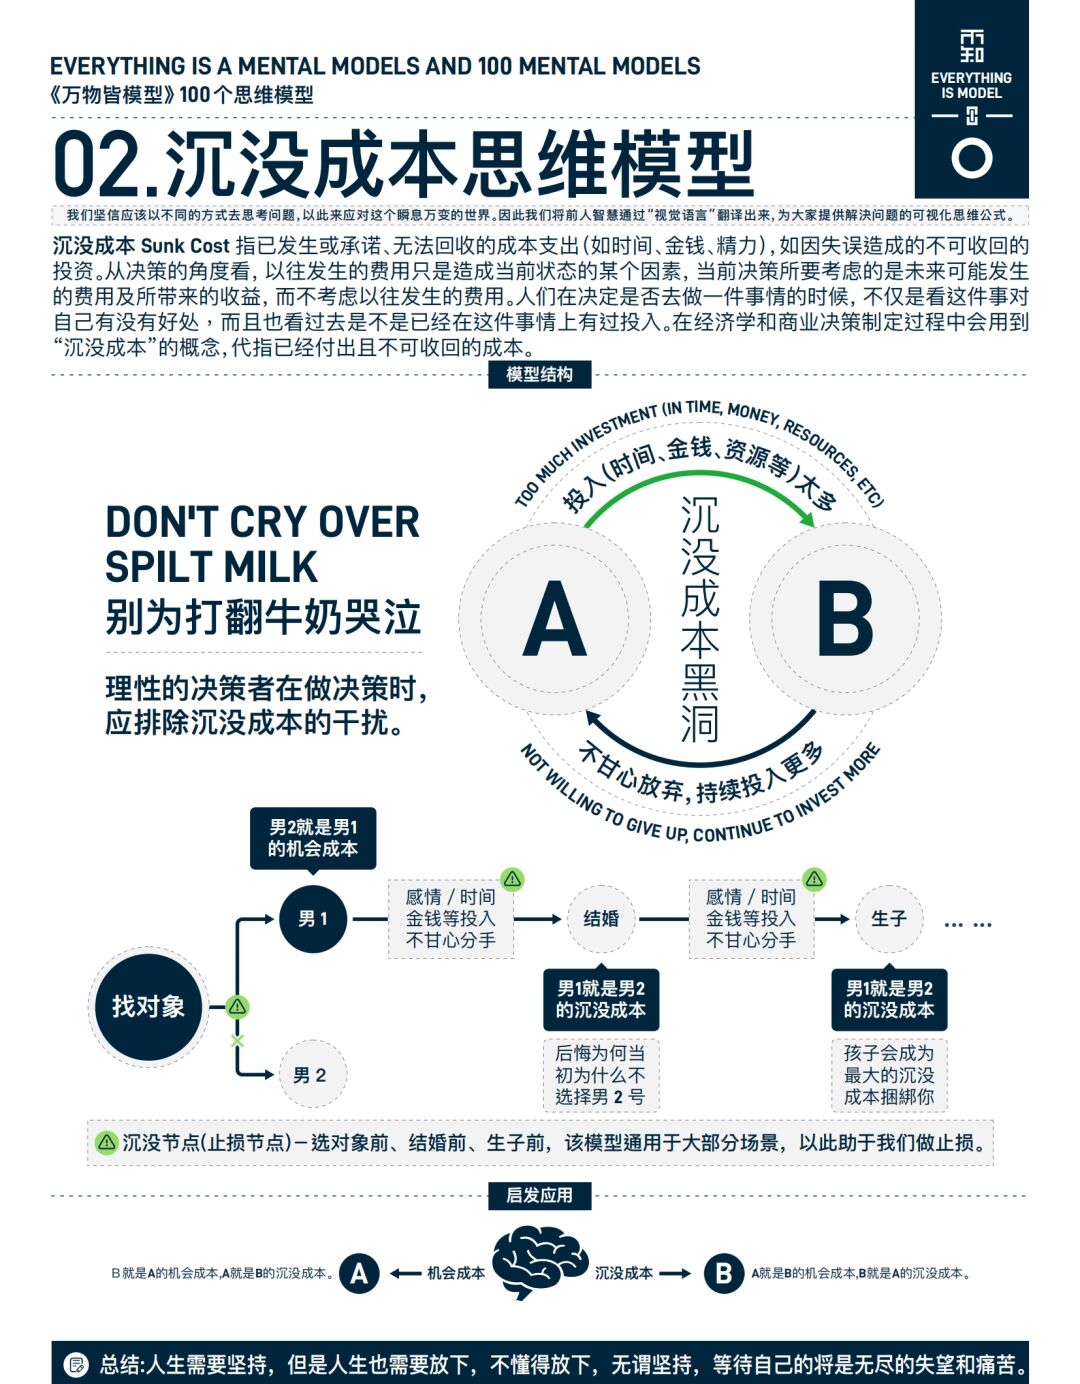 EVERYTHING IS A MENTAL MODELS AND 100 MENTAL MODELS
《万物皆模型》100个思维模型
EVERYTHING
IS MODEL
02.沉没成本思维模型
我们坚信应该以不同的方式去思考问题,以此来应对这个瞬息万变的世界。因此我们将前人智慧通过“视觉语言”翻译出来,为大家提供解决问题的可视化思维公式。
沉没成本 Sunk Cost 指已发生或承诺、无法回收的成本支出(如时间、金钱、精力),如因失误造成的不可收回的
投资。从决策的角度看,以往发生的费用只是造成当前状态的某个因素,当前决策所要考虑的是未来可能发生
的费用及所带来的收益,而不考虑以往发生的费用。人们在决定是否去做一件事情的时候,不仅是看这件事对
自己有没有好处,而且也看过去是不是已经在这件事情上有过投入。在经济学和商业决策制定过程中会用到
“沉没成本”的概念,代指已经付出且不可收回的成本。
模型结构
TOO MUCH INVESTMENT (IN TIME, MONEY, RESOURCES, ETC)
投入(时间、金钱、资源等)太多
DON'T CRY OVER
SPILT MILK
别为打翻牛奶哭泣
理性的决策者在做决策时,
应排除沉没成本的干扰。
A
沉没成本黑洞
B
不甘心放弃,持续投入更多
NOT WILLING TO GIVE UP, CONTINUE TO INVEST MORE
男2就是男1
的机会成本
找对象
男 1
感情 / 时间
金钱等投入
不甘心分手
结婚
感情 / 时间
金钱等投入
不甘心分手
生子
... ...
男1就是男2
的沉没成本
后悔为何当
初为什么不
选择男 2 号
男1就是男2
的沉没成本
孩子会成为
最大的沉没
成本捆綁你
男 2
沉没节点(止损节点)－选对象前、结婚前、生子前，该模型通用于大部分场景，以此助于我们做止损。
启发应用
B就是A的机会成本,A就是B的沉没成本。
A
机会成本
沉没成本
B
A就是B的机会成本,B就是A的沉没成本。
总结:人生需要坚持，但是人生也需要放下，不懂得放下，无谓坚持，等待自己的将是无尽的失望和痛苦。